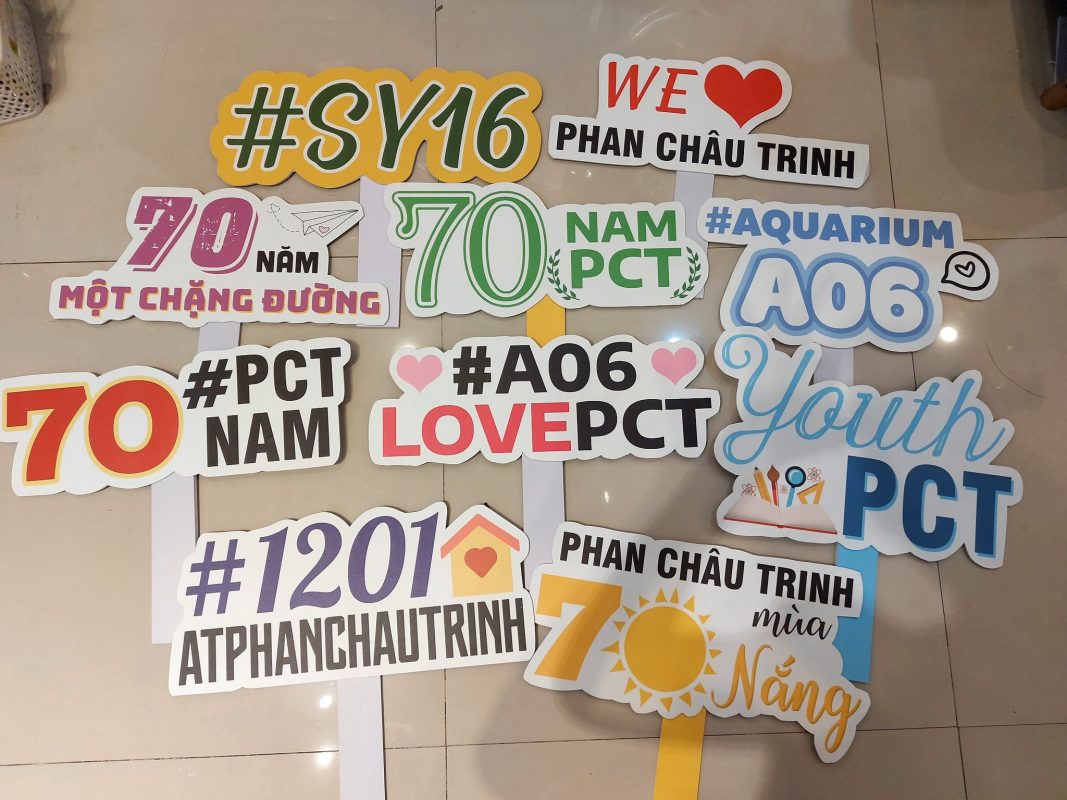 #SY16
WE
PHAN CHÂU TRINH
70 NĂM
MỘT CHẶNG ĐƯỜNG
70 NAM
PCT
#AQUARIUM
A06
70 #PCT
NAM
#A06
LOVEPCT
Youth
PCT
#1201
ATPHANCHAUTRINH
PHAN CHÂU TRINH
70 mùa
Nắng